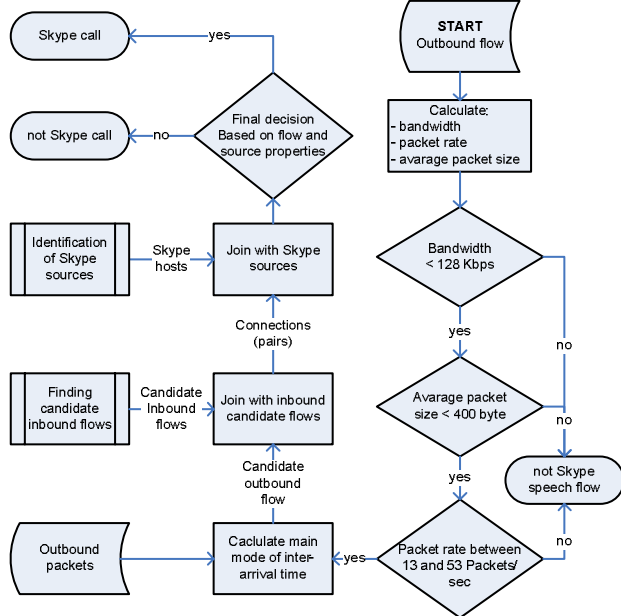 START
Outbound flow
Calculate:
- bandwidth
- packet rate
- avarage packet size
Bandwidth
< 128 Kbps
yes
no
Avarage packet
size < 400 byte
no
yes
not Skype
speech flow
Packet rate between
13 and 53 Packets/
sec
no
yes
Outbound
packets
Caclulate main
mode of inter-
arrival time
Candidate
outbound
flow
Finding
candidate
inbound flows
Candidate
Inbound
flows
Join with inbound
candidate flows
Connections
(pairs)
Identification
of Skype
sources
Skype
hosts
Join with Skype
sources
Final decision
Based on flow and
source properties
no
not Skype call
yes
Skype call